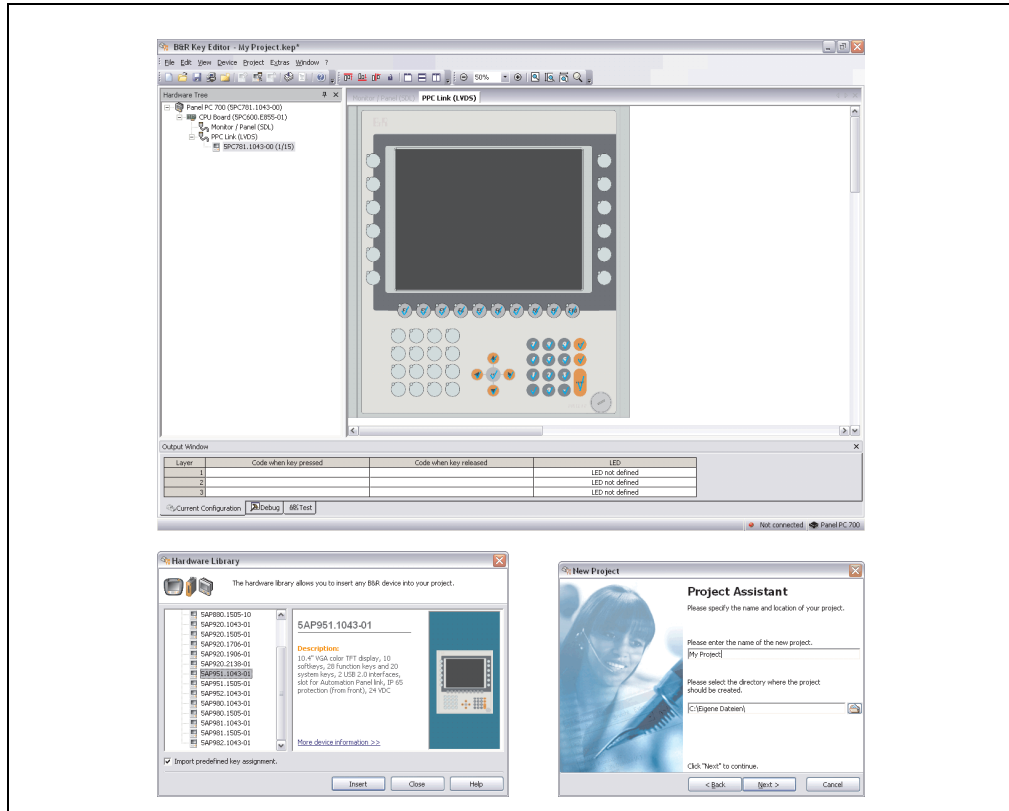 B&R Key Editor - My Project.kep*
File Edit View Device Project Extras Window ?
50%
Hardware Tree
Monitor / Panel (SDL) PPC Link (LVDS)
Panel PC 700 (5PC781.1043-00)
CPU Board (5PC600.E855-01)
Monitor / Panel (SDL)
PPC Link (LVDS)
5PC781.1043-00 (1/15)
Output Window
Layer Code when key pressed Code when key released LED
1 LED not defined
2 LED not defined
3 LED not defined
Current Configuration Debug Test
Not connected Panel PC 700
Hardware Library
The hardware library allows you to insert any B&R device into your project.
5AP880.1505-10
5AP920.1043-01
5AP920.1505-01
5AP920.1706-01
5AP920.1906-01
5AP920.2138-01
5AP951.1043-01
5AP951.1505-01
5AP952.1043-01
5AP980.1043-01
5AP980.1505-01
5AP981.1043-01
5AP981.1505-01
5AP982.1043-01
5AP951.1043-01
Description:
10.4" VGA color TFT display, 10
softkeys, 28 function keys and 20
system keys, 2 USB 2.0 interfaces,
slot for Automation Panel link, IP 65
protection (from front), 24 VDC
More device information >>
Import predefined key assignment.
Insert Close Help
New Project
Project Assistant
Please specify the name and location of your project.
Please enter the name of the new project.
My Project
Please select the directory where the project
should be created.
C:\Eigene Dateien\
Click "Next" to continue.
< Back Next > Cancel